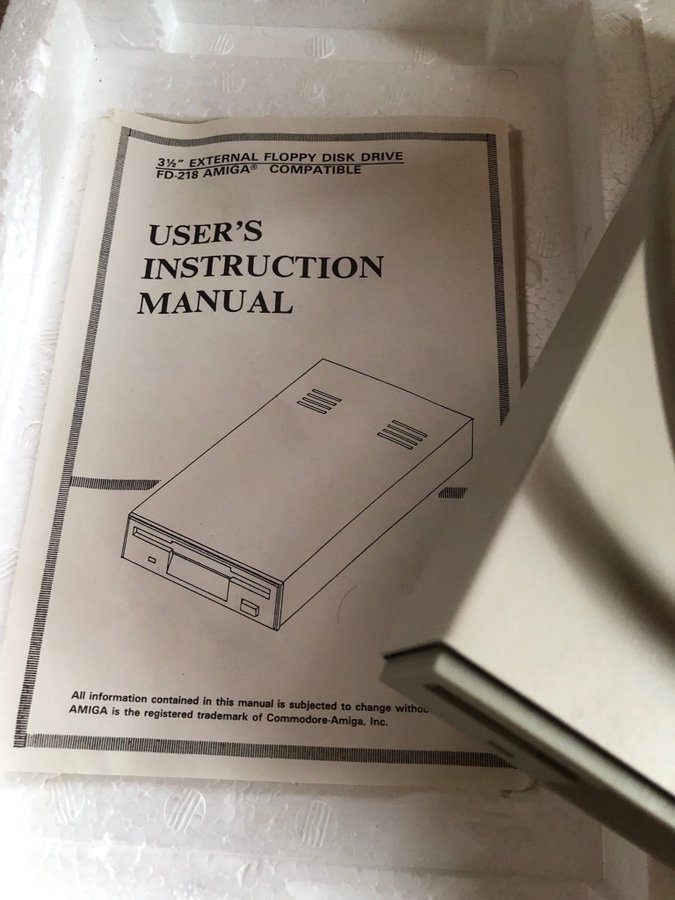 3½" EXTERNAL FLOPPY DISK DRIVE
FD-218 AMIGA® COMPATIBLE
USER'S
INSTRUCTION
MANUAL
All information contained in this manual is subjected to change
AMIGA is the registered trademark of Commodore-Amiga, Inc.